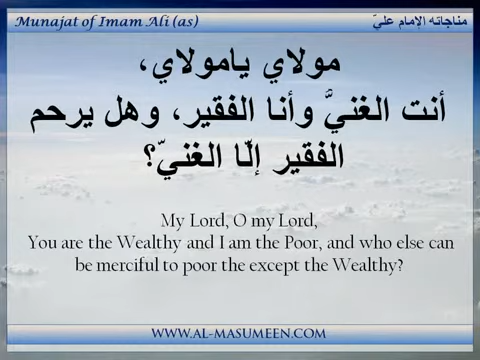 Munajat of Imam Ali (as)
مناجاته الإمام عليّ
مولاي يامولاي،
أنت الغنيَّ وأنا الفقير، وهل يرحم
الفقير إلّا الغنيّ؟
My Lord, O my Lord,
You are the Wealthy and I am the Poor, and who else can
be merciful to poor the except the Wealthy?
WWW.AL-MASUMEEN.COM